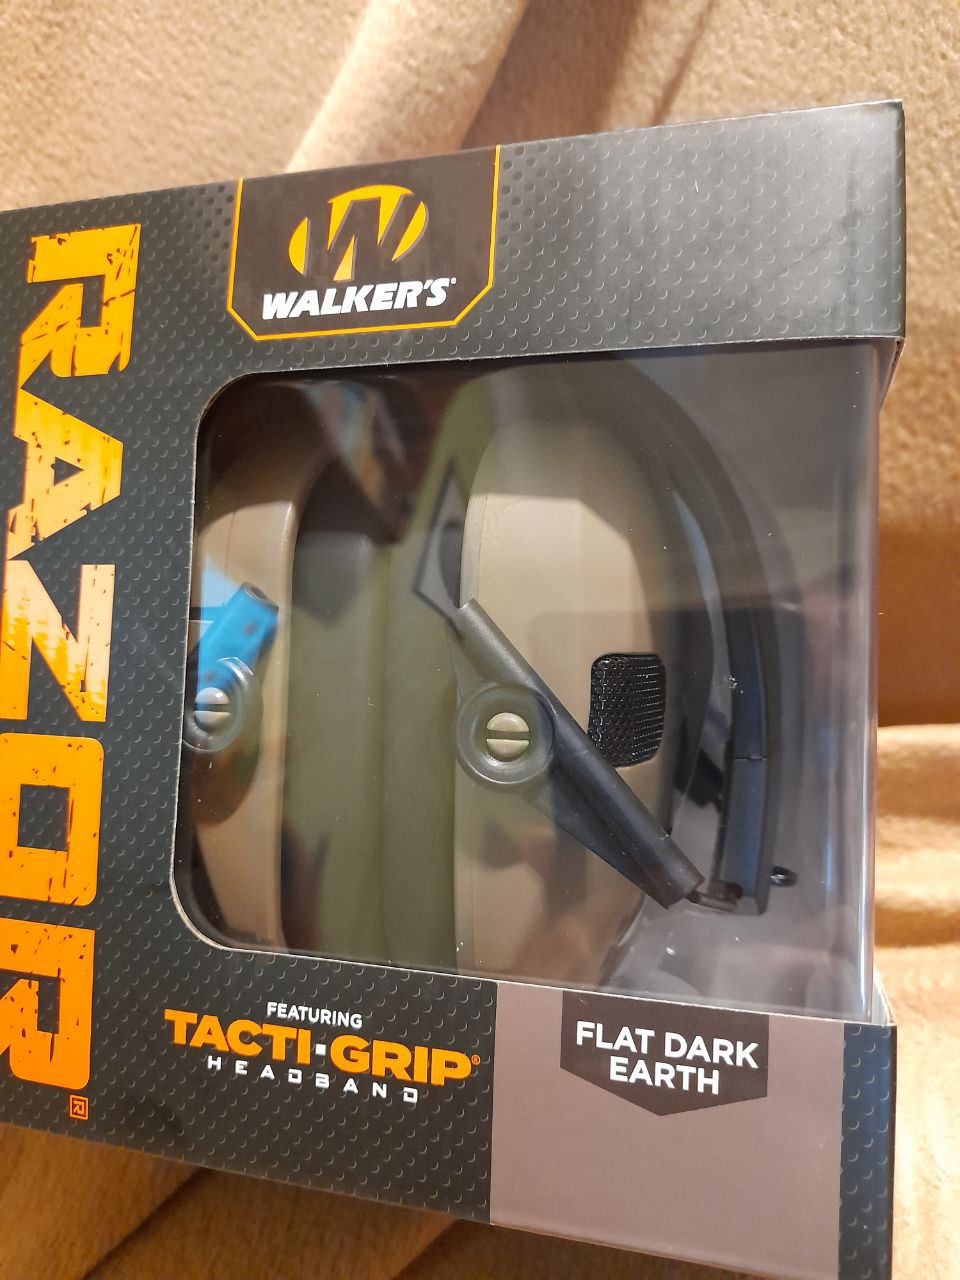 WALKER'S®
RAZOR®
FEATURING
TACTI·GRIP®
HEADBAND
FLAT DARK
EARTH